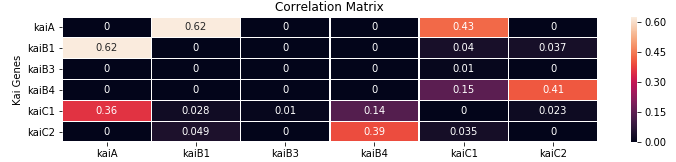 Correlation Matrix
Kai Genes
kaiA 0 0.62 0 0 0.43 0
kaiB1 0.62 0 0 0 0.04 0.037
kaiB3 0 0 0 0 0.01 0
kaiB4 0 0 0 0 0.15 0.41
kaiC1 0.36 0.028 0.01 0.14 0 0.023
kaiC2 0 0.049 0 0.39 0.035 0
kaiA kaiB1 kaiB3 kaiB4 kaiC1 kaiC2
0.60
0.45
0.30
0.15
0.00